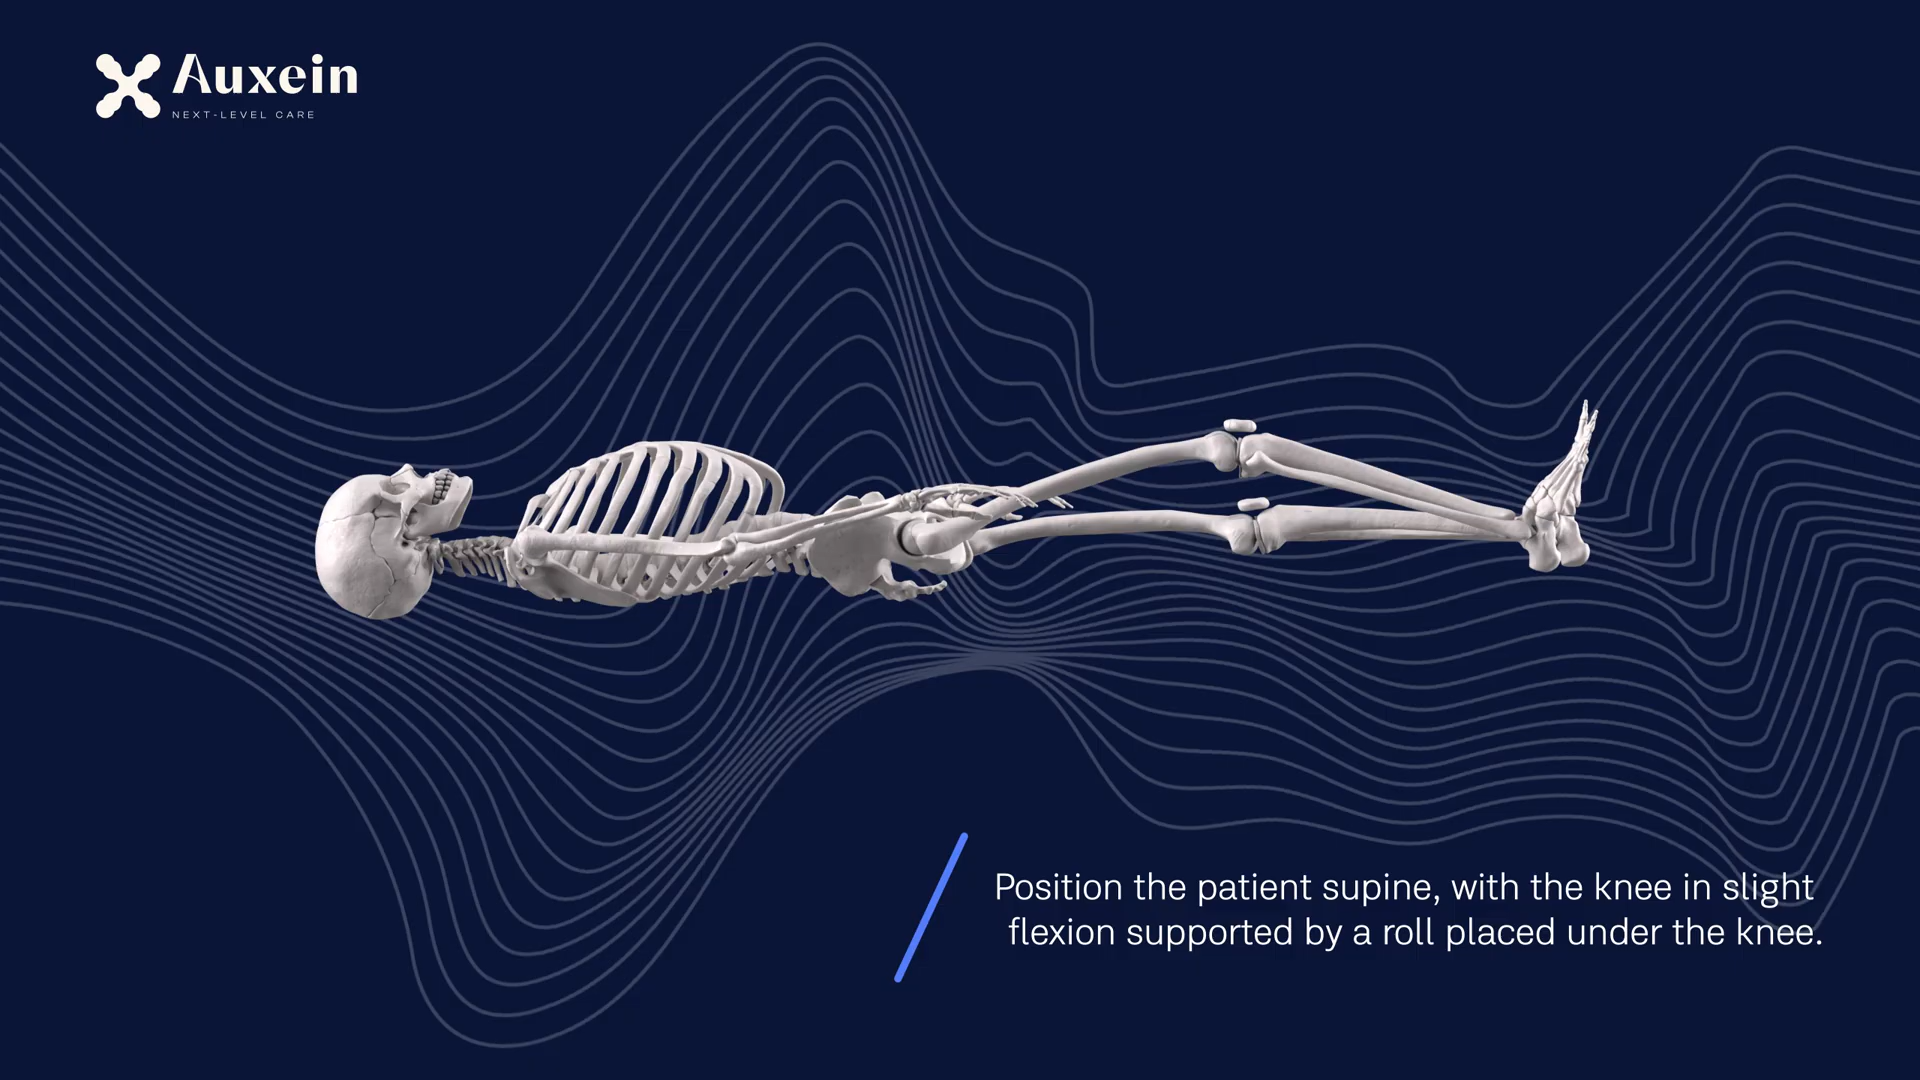 Auxein
NEXT-LEVEL CARE
Position the patient supine, with the knee in slight
flexion supported by a roll placed under the knee.